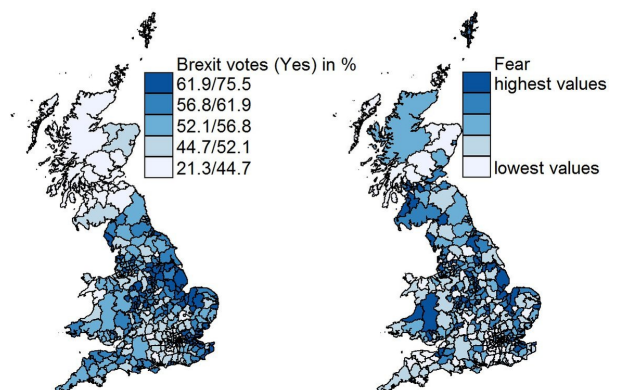 Brexit votes (Yes) in %
61.9/75.5
56.8/61.9
52.1/56.8
44.7/52.1
21.3/44.7
Fear
highest values
lowest values